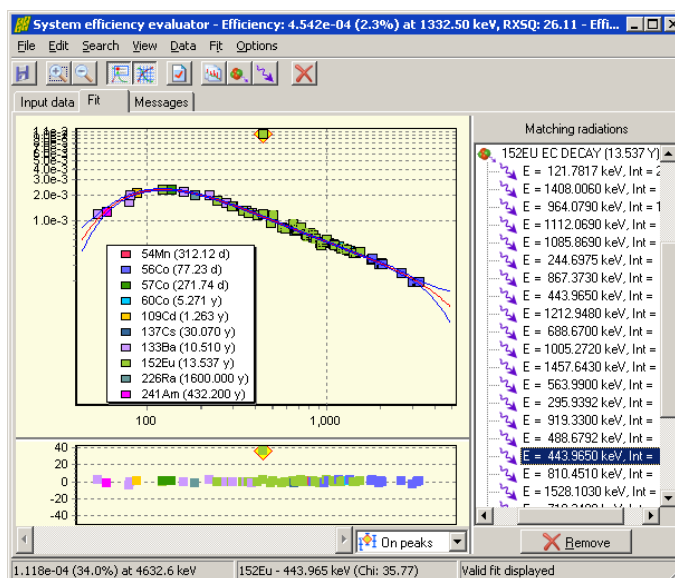 System efficiency evaluator - Efficiency: 4.542e-04 (2.3%) at 1332.50 keV, RXSQ: 26.11 - Effi...
File Edit Search View Data Fit Options
Input data Fit Messages
1.1e-2
3.0e-3
2.0e-3
1.0e-3
54Mn (312.12 d)
56Co (77.23 d)
57Co (271.74 d)
60Co (5.271 y)
109Cd (1.263 y)
137Cs (30.070 y)
133Ba (10.510 y)
152Eu (13.537 y)
226Ra (1600.000 y)
241Am (432.200 y)
100 1,000
40
20
0
-20
-40
On peaks
Matching radiations
152EU EC DECAY (13.537 Y)
E = 121.7817 keV, Int = 2
E = 1408.0060 keV, Int =
E = 964.0790 keV, Int = 1
E = 1112.0690 keV, Int =
E = 1085.8690 keV, Int =
E = 244.6975 keV, Int =
E = 867.3730 keV, Int =
E = 443.9650 keV, Int =
E = 1212.9480 keV, Int =
E = 688.6700 keV, Int =
E = 1005.2720 keV, Int =
E = 1457.6430 keV, Int =
E = 563.9900 keV, Int =
E = 295.9392 keV, Int =
E = 919.3300 keV, Int =
E = 488.6792 keV, Int =
E = 443.9650 keV, Int =
E = 810.4510 keV, Int =
E = 1528.1030 keV, Int =
Remove
1.118e-04 (34.0%) at 4632.6 keV
152Eu - 443.965 keV (Chi: 35.77)
Valid fit displayed